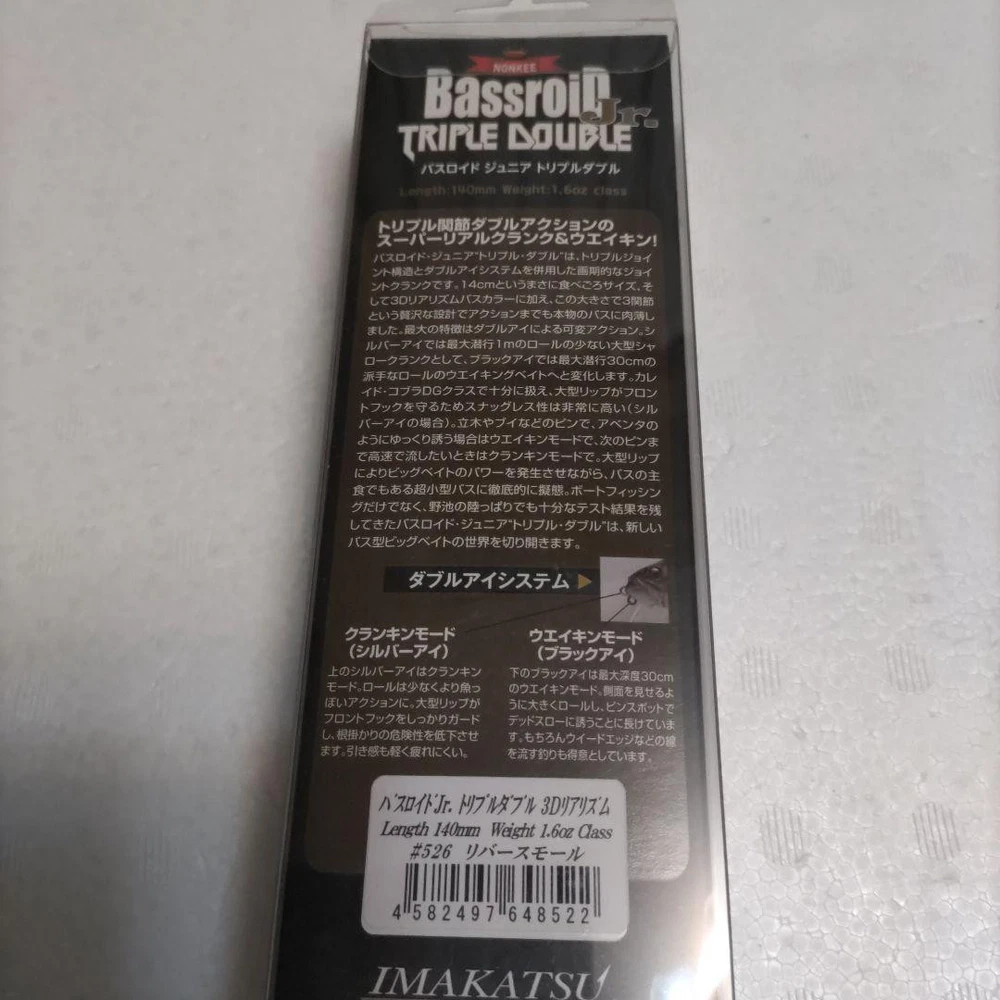 NONKEE
BassroiD Jr.
TRIPLE DOUBLE
バスロイド ジュニア トリプルダブル
Length:140mm Weight:1.6oz class
トリプル関節ダブルアクションの
スーパーリアルクランク&ウエイキン!
バスロイド・ジュニア"トリプル・ダブル"は、トリプルジョイ
ント構造とダブルアイシステムを併用した画期的なジョイ
ントクランクです。14cmというまさに食べごろサイズ、そ
して3Dリアリズムバスカラーに加え、この大きさで3関節
という贅沢な設計でアクションまでも本物のバスに肉薄し
ました。最大の特徴はダブルアイによる可変アクション。シ
ルバーアイでは最大潜行1mのロールの少ない大型シャ
ロークランクとして、ブラックアイでは最大潜行30cmの
派手なロールのウエイキングベイトへと変化します。カレ
イド・コブラDGクラスで十分に扱え、大型リップがフロン
トフックを守るためスナッグレス性は非常に高い(シル
バーアイの場合)。立木やブイなどのピンで、アベンタの
ようにゆっくり誘う場合はウエイキンモードで、次のピンま
で高速で流したいときはクランキンモードで。大型リップ
によりビッグベイトのパワーを発生させながら、バスの主
食でもある超小型バスに徹底的に擬態。ボートフィッシン
グだけでなく、野池の陸っぱりでも十分なテスト結果を残
してきたバスロイド・ジュニア"トリプル・ダブル"は、新しい
バス型ビッグベイトの世界を切り開きます。
ダブルアイシステム
クランキンモード
(シルバーアイ)
上のシルバーアイはクランキン
モード。ロールは少なくより魚っ
ぽいアクションに。大型リップが
フロントフックをしっかりガード
し、根掛かりの危険性を低下させ
ます。引き感も軽く疲れにくい。
ウエイキンモード
(ブラックアイ)
下のブラックアイは最大深度30cm
のウエイキンモード。側面を見せるよ
うに大きくロールし、ピンスポットで
デッドスローに誘うことに長けていま
す。もちろんウイードエッジなどの線
を流す釣りも得意としています。
バスロイドJr. トリプルダブル 3Dリアリズム
Length 140mm Weight 1.6oz Class
#526 リバースモール
4 582497 648522
IMAKATSU